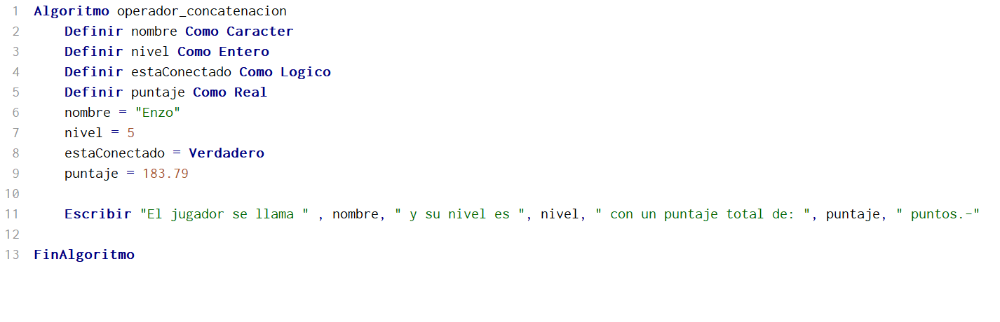 1 Algoritmo operador_concatenacion
2 Definir nombre Como Caracter
3 Definir nivel Como Entero
4 Definir estaConectado Como Logico
5 Definir puntaje Como Real
6 nombre = "Enzo"
7 nivel = 5
8 estaConectado = Verdadero
9 puntaje = 183.79
10
11 Escribir "El jugador se llama " , nombre, " y su nivel es ", nivel, " con un puntaje total de: ", puntaje, " puntos.-"
12
13 FinAlgoritmo